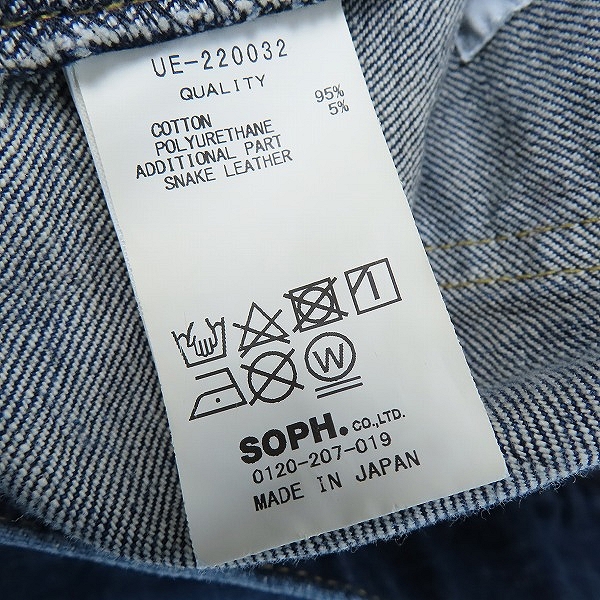 UE-220032
QUALITY
COTTON 95%
POLYURETHANE 5%
ADDITIONAL PART
SNAKE LEATHER
W
SOPH. CO.,LTD.
0120-207-019
MADE IN JAPAN